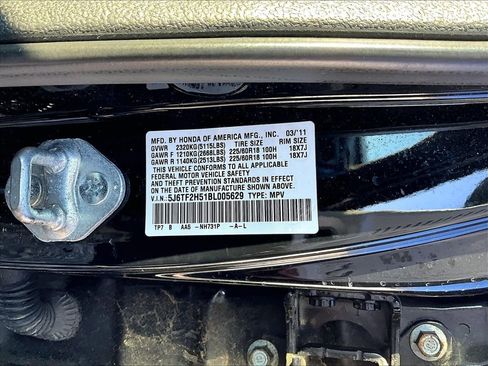 MFD. BY HONDA OF AMERICA MFG., INC. 03/'11
GVWR 2320KG(5115LBS) TIRE SIZE RIM SIZE
GAWR F 1210KG(2668LBS) 225/60R18 100H 18X7J
GAWR R 1140KG(2513LBS) 225/60R18 100H 18X7J
THIS VEHICLE CONFORMS TO ALL APPLICABLE
FEDERAL MOTOR VEHICLE SAFETY, BUMPER, AND
THEFT PREVENTION STANDARDS IN EFFECT ON THE
DATE OF MANUFACTURE SHOWN ABOVE.
V.I.N.: 5J6TF2H51BL005629 TYPE: MPV
TP7 B AA5 -NH731P -A-L